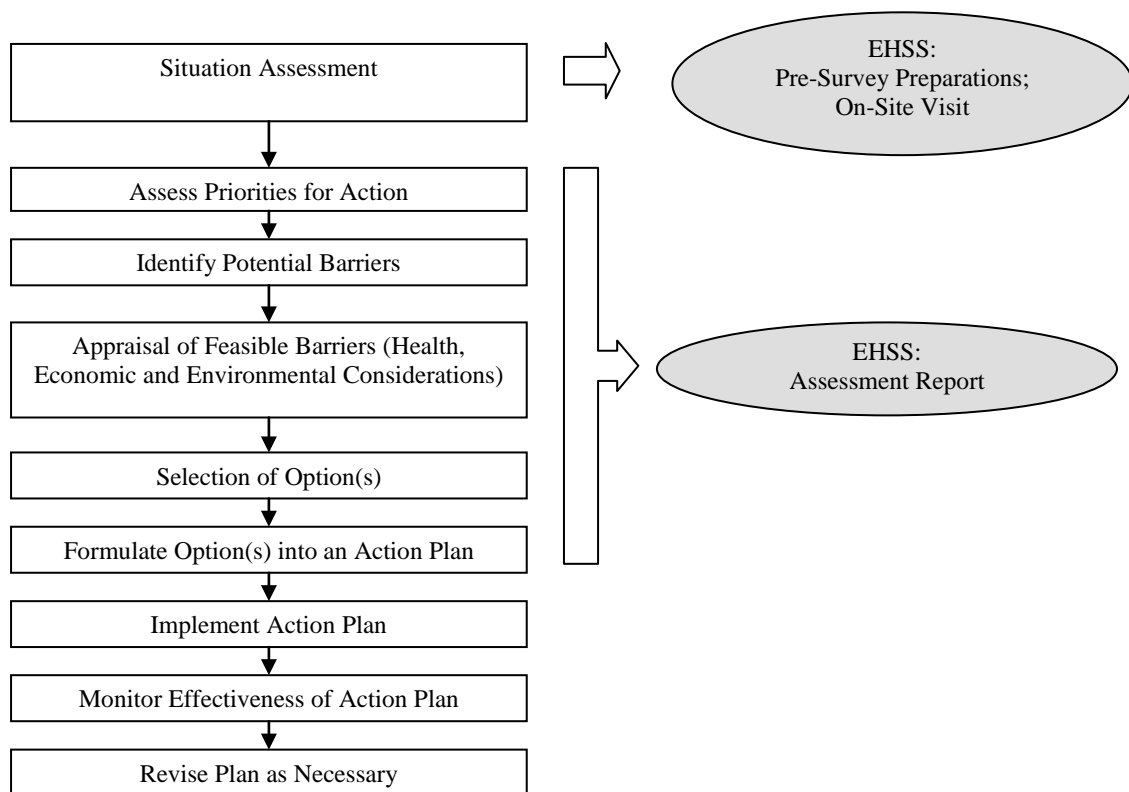 Situation Assessment
EHSS:
Pre-Survey Preparations;
On-Site Visit
Assess Priorities for Action
Identify Potential Barriers
Appraisal of Feasible Barriers (Health,
Economic and Environmental Considerations)
EHSS:
Assessment Report
Selection of Option(s)
Formulate Option(s) into an Action Plan
Implement Action Plan
Monitor Effectiveness of Action Plan
Revise Plan as Necessary